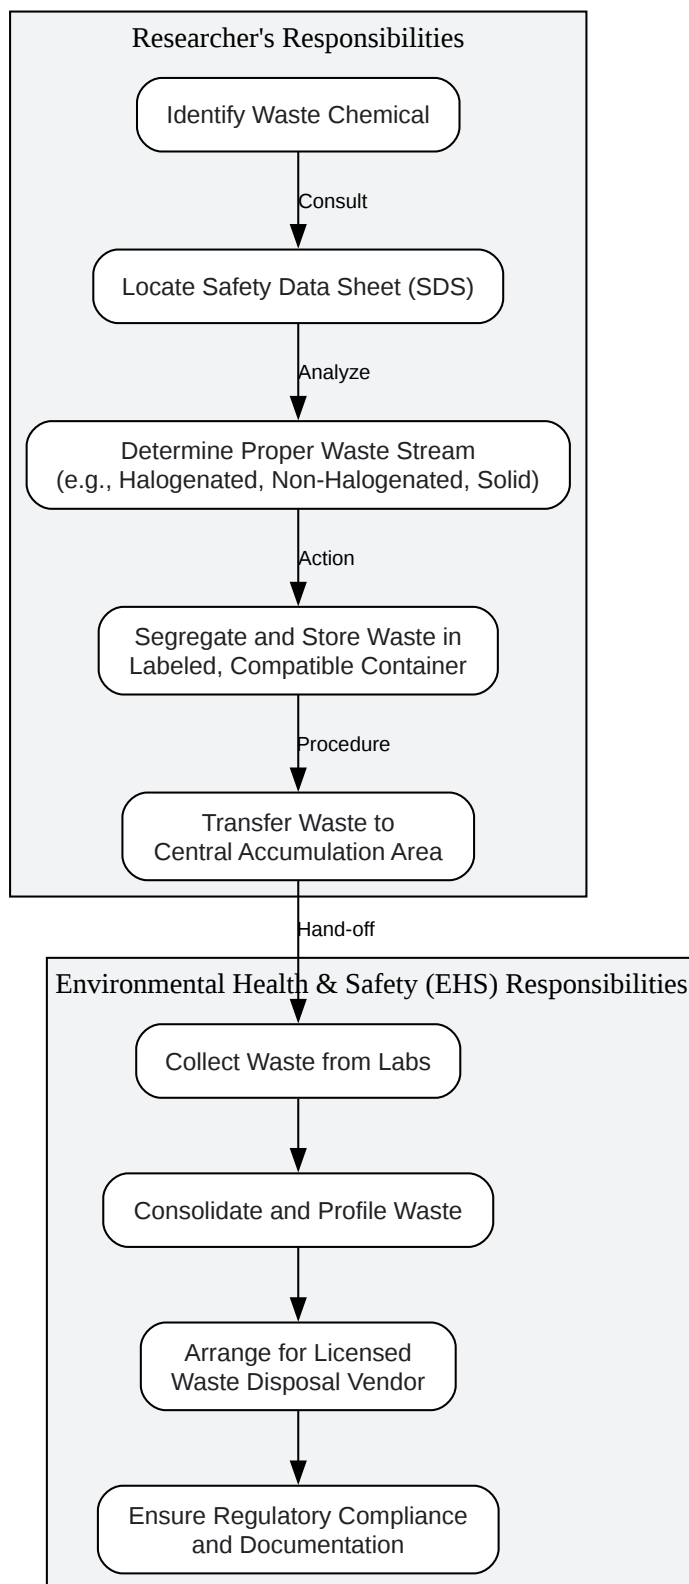 Researcher's Responsibilities
Identify Waste Chemical
Consult
Locate Safety Data Sheet (SDS)
Analyze
Determine Proper Waste Stream
(e.g., Halogenated, Non-Halogenated, Solid)
Action
Segregate and Store Waste in
Labeled, Compatible Container
Procedure
Transfer Waste to
Central Accumulation Area
Hand-off
Environmental Health & Safety (EHS) Responsibilities
Collect Waste from Labs
Consolidate and Profile Waste
Arrange for Licensed
Waste Disposal Vendor
Ensure Regulatory Compliance
and Documentation